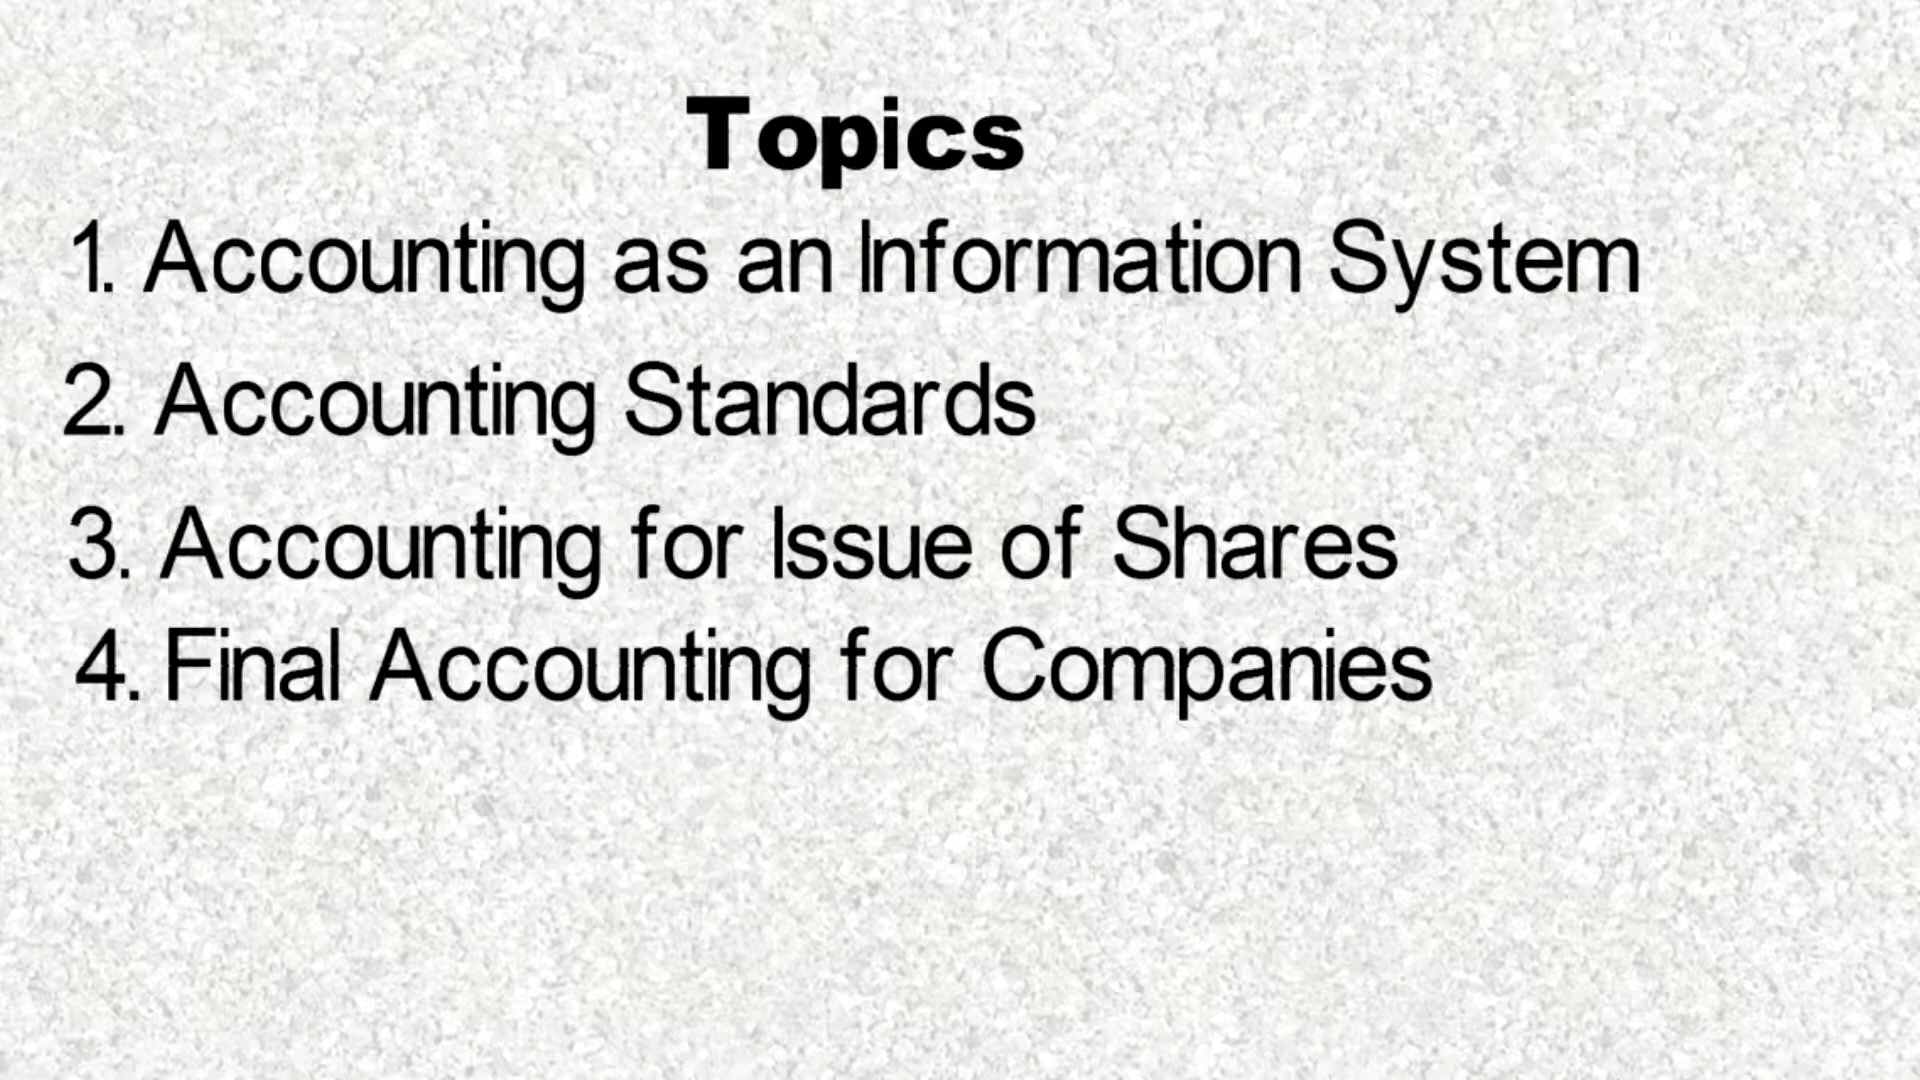 Topics
1. Accounting as an Information System
2. Accounting Standards
3. Accounting for Issue of Shares
4. Final Accounting for Companies